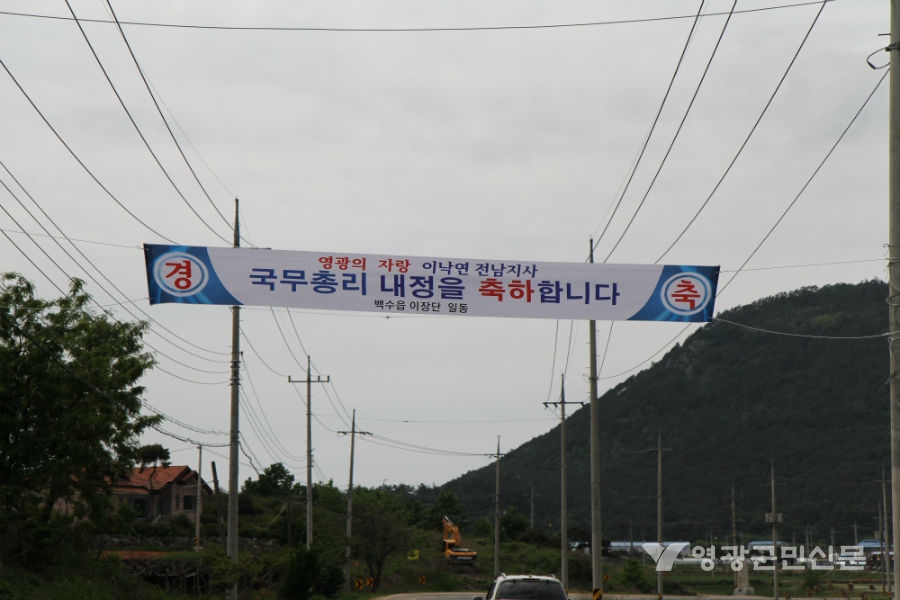 경 축
영광의 자랑 이낙연 전남지사
국무총리 내정을 축하합니다
백수읍 이장단 일동
영광군민신문